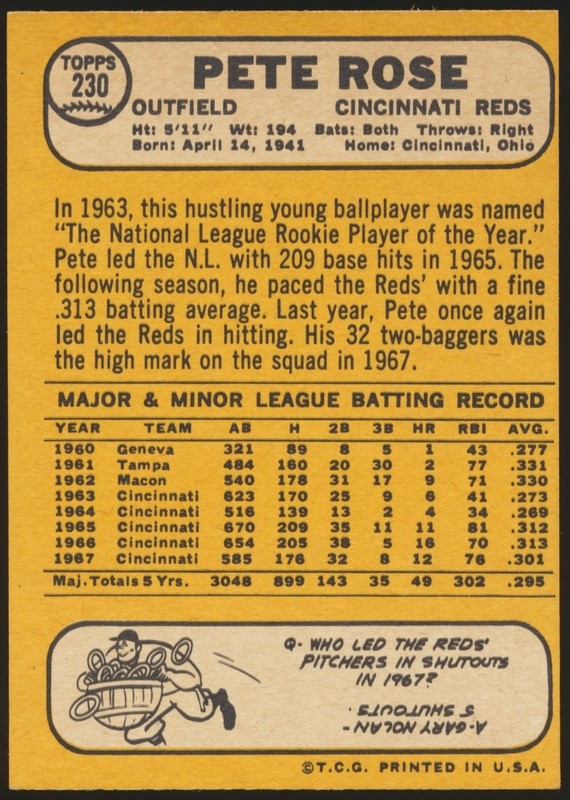 TOPPS
230
PETE ROSE
OUTFIELD CINCINNATI REDS
Ht: 5'11" Wt: 194 Bats: Both Throws: Right
Born: April 14, 1941 Home: Cincinnati, Ohio
In 1963, this hustling young ballplayer was named
"The National League Rookie Player of the Year."
Pete led the N.L. with 209 base hits in 1965. The
following season, he paced the Reds' with a fine
.313 batting average. Last year, Pete once again
led the Reds in hitting. His 32 two-baggers was
the high mark on the squad in 1967.
MAJOR & MINOR LEAGUE BATTING RECORD
YEAR TEAM AB H 2B 3B HR RBI AVG.
1960 Geneva 321 89 8 5 1 43 .277
1961 Tampa 484 160 20 30 2 77 .331
1962 Macon 540 178 31 17 9 71 .330
1963 Cincinnati 623 170 25 9 6 41 .273
1964 Cincinnati 516 139 13 2 4 34 .269
1965 Cincinnati 670 209 35 11 11 81 .312
1966 Cincinnati 654 205 38 5 16 70 .313
1967 Cincinnati 585 176 32 8 12 76 .301
Maj. Totals 5 Yrs. 3048 899 143 35 49 302 .295
Q- WHO LED THE REDS'
PITCHERS IN SHUTOUTS
IN 1967?
A- GARY NOLAN -
5 SHUTOUTS.
©T.C.G. PRINTED IN U.S.A.